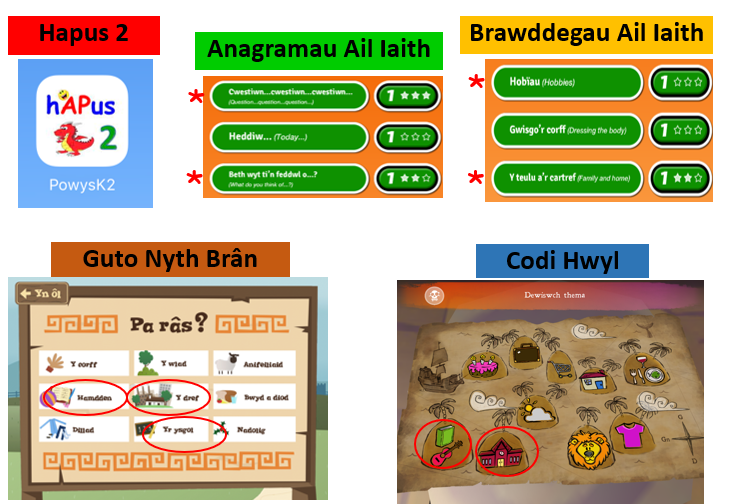 Hapus 2
hAPus
2
PowysK2
Anagramau Ail Iaith
* Cwestiwn...cwestiwn...cwestiwn...
(Question...question...question...)
1
Heddiw... (Today...)
1
* Beth wyt ti'n feddwl o...?
(What do you think of...?)
1
Brawddegau Ail Iaith
* Hobïau (Hobbies)
1
Gwisgo'r corff (Dressing the body)
1
* Y teulu a'r cartref (Family and home)
1
Guto Nyth Brân
Yn ôl
Pa râs?
Y corff
Y wlad
Anifeiliaid
Hamdden
Y dref
Bwyd a diod
Dillad
Yr ysgol
Nadolig
Codi Hwyl
Dewiswch thema
G
Gn
D